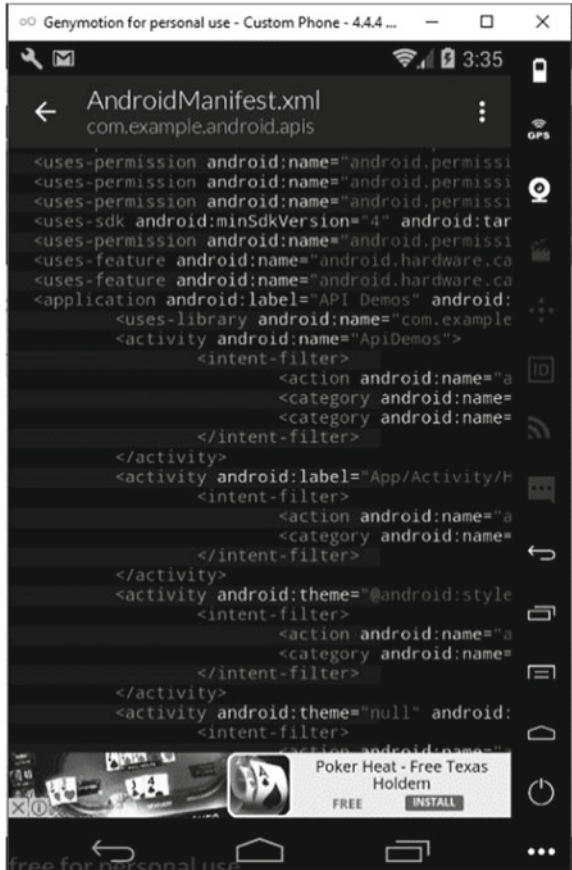 Genymotion for personal use - Custom Phone - 4.4.4 ...
3:35
AndroidManifest.xml
com.example.android.apis
GPS
<uses-permission android:name="android.permissi
<uses-permission android:name="android.permissi
<uses-permission android:name="android.permissi
<uses-sdk android:minSdkVersion="4" android:tar
<uses-permission android:name="android.permissi
<uses-feature android:name="android.hardware.ca
<uses-feature android:name="android.hardware.ca
<application android:label="API Demos" android:
<uses-library android:name="com.example
<activity android:name="ApiDemos">
<intent-filter>
<action android:name="a
<category android:name=
<category android:name=
</intent-filter>
</activity>
<activity android:label="App/Activity/H
<intent-filter>
<action android:name="a
<category android:name=
</intent-filter>
</activity>
<activity android:theme="@android:style
<intent-filter>
<action android:name="a
<category android:name=
</intent-filter>
</activity>
<activity android:theme="null" android:
<intent-filter>
<action android:name="a
ID
Poker Heat - Free Texas
Holdem
FREE INSTALL
free for personal use